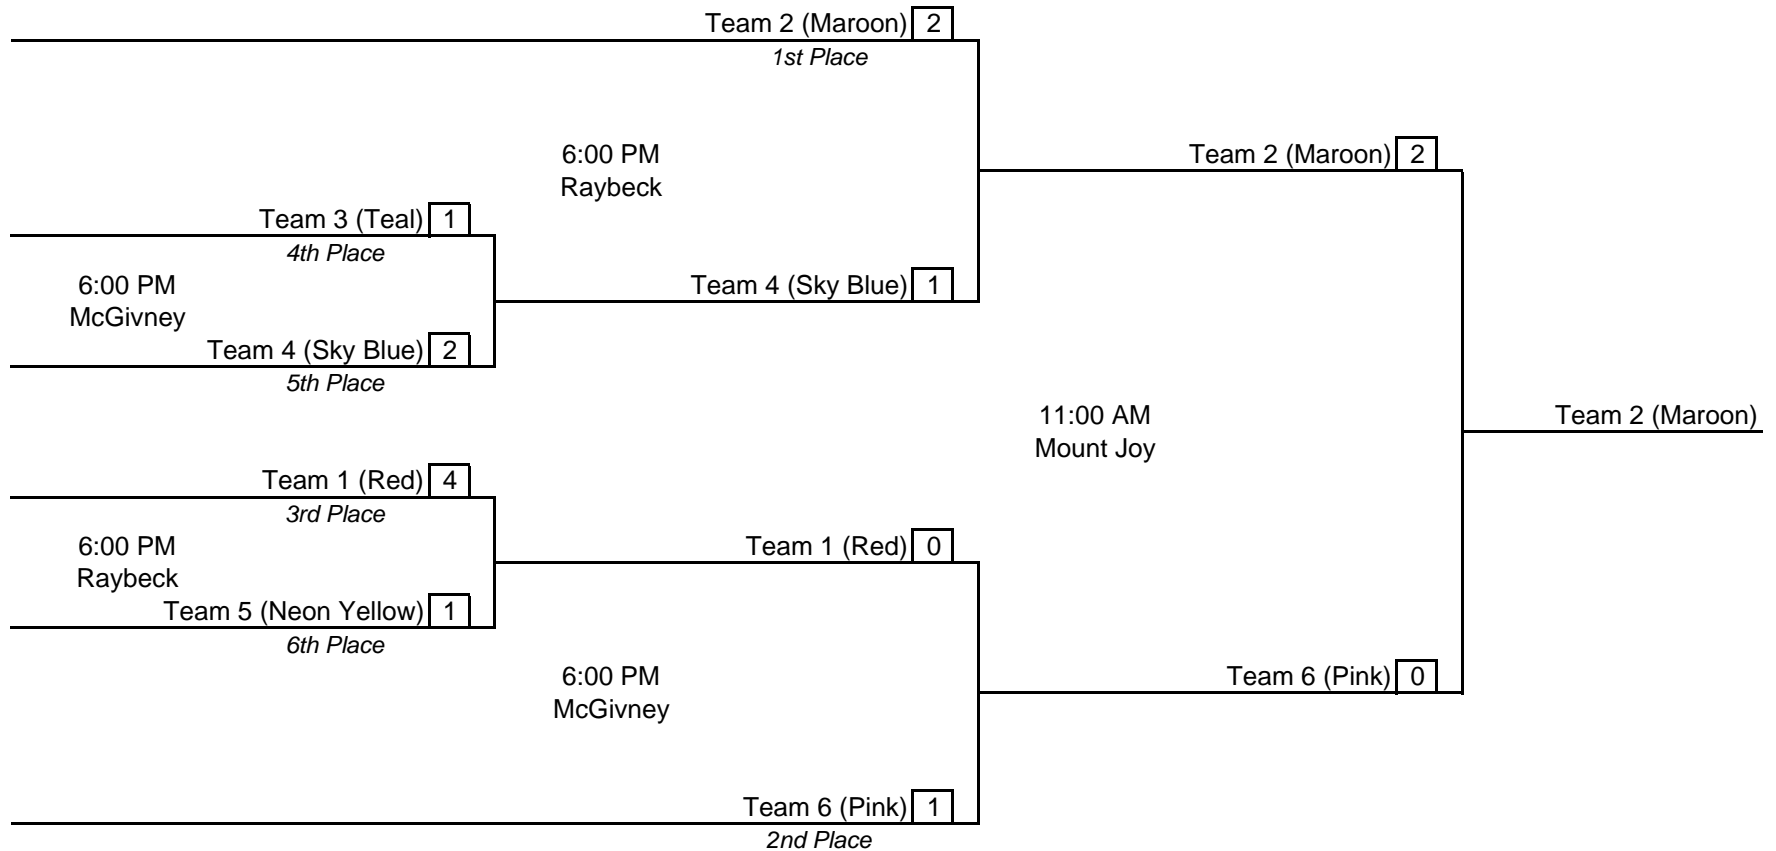 Team 2 (Maroon) 2
1st Place
6:00 PM
Raybeck
Team 2 (Maroon) 2
Team 3 (Teal) 1
4th Place
6:00 PM
McGivney
Team 4 (Sky Blue) 1
Team 4 (Sky Blue) 2
5th Place
11:00 AM
Mount Joy
Team 2 (Maroon)
Team 1 (Red) 4
3rd Place
6:00 PM
Raybeck
Team 1 (Red) 0
Team 5 (Neon Yellow) 1
6th Place
6:00 PM
McGivney
Team 6 (Pink) 0
Team 6 (Pink) 1
2nd Place